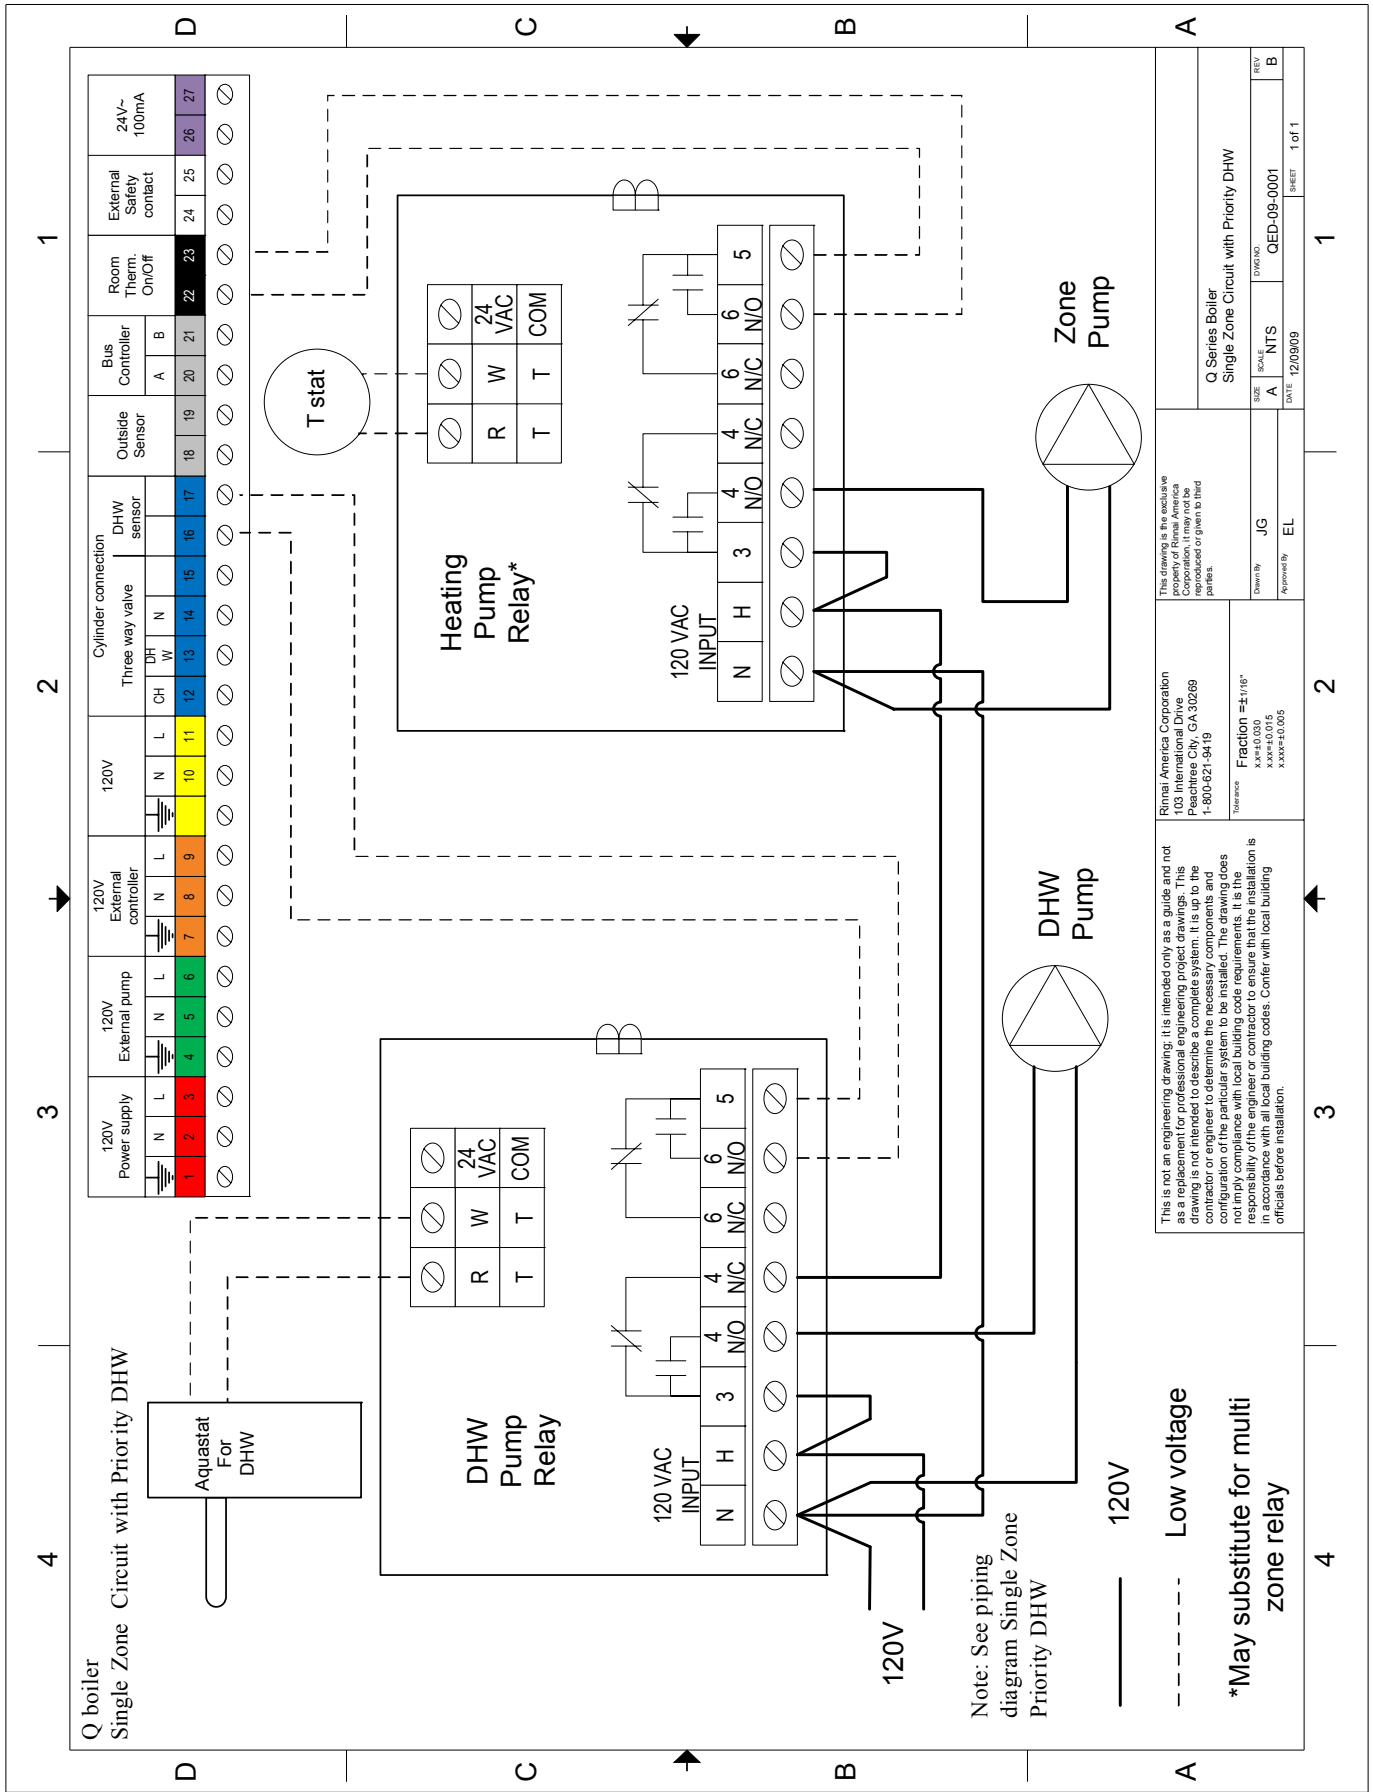 4
3
2
1
D
C
B
A
Q boiler
Single Zone Circuit with Priority DHW
120V
Power supply
120V
External pump
120V
External
controller
120V
Cylinder connection
Three way valve
DHW
sensor
Outside
Sensor
Bus
Controller
Room
Therm.
On/Off
External
Safety
contact
24V~
100mA
N L N L N L N L CH DH W N A B
1 2 3 4 5 6 7 8 9 10 11 12 13 14 15 16 17 18 19 20 21 22 23 24 25 26 27
Aquastat
For
DHW
T stat
DHW
Pump
Relay
R W 24 VAC
T T COM
120 VAC
INPUT
N H 3 4 N/O 4 N/C 6 N/C 6 N/O 5
Heating
Pump
Relay*
R W 24 VAC
T T COM
120 VAC
INPUT
N H 3 4 N/O 4 N/C 6 N/C 6 N/O 5
120V
DHW
Pump
Zone
Pump
Note: See piping
diagram Single Zone
Priority DHW
120V
Low voltage
*May substitute for multi
zone relay
This is not an engineering drawing; it is intended only as a guide and not
as a replacement for professional engineering project drawings. This
drawing is not intended to describe a complete system. It is up to the
contractor or engineer to determine the necessary components and
configuration of the particular system to be installed. The drawing does
not imply compliance with local building code requirements. It is the
responsibility of the engineer or contractor to ensure that the installation is
in accordance with all local building codes. Confer with local building
officials before installation.
Rinnai America Corporation
103 International Drive
Peachtree City, GA 30269
1-800-621-9419
Tolerance
Fraction =±1/16"
x.x=±0.030
x.xx=±0.015
x.xxx=±0.005
This drawing is the exclusive
property of Rinnai America
Corporation, it may not be
reproduced or given to third
parties.
Drawn By JG
Approved By EL
Q Series Boiler
Single Zone Circuit with Priority DHW
SIZE A
SCALE NTS
DWG NO. QED-09-0001
REV B
DATE 12/09/09
SHEET 1 of 1
4
3
2
1
D
C
B
A